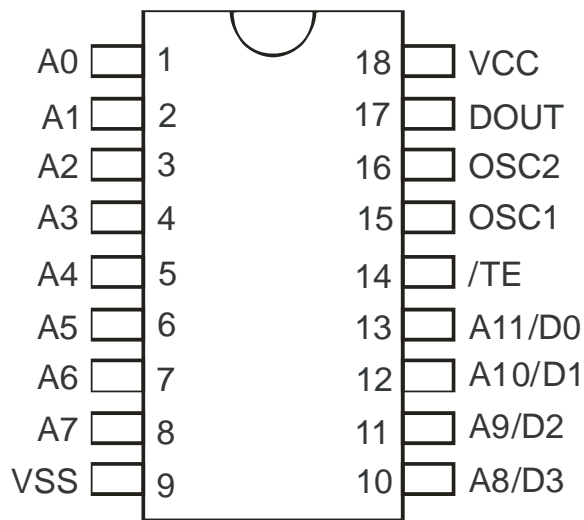 A0 1 18 VCC
A1 2 17 DOUT
A2 3 16 OSC2
A3 4 15 OSC1
A4 5 14 /TE
A5 6 13 A11/D0
A6 7 12 A10/D1
A7 8 11 A9/D2
VSS 9 10 A8/D3